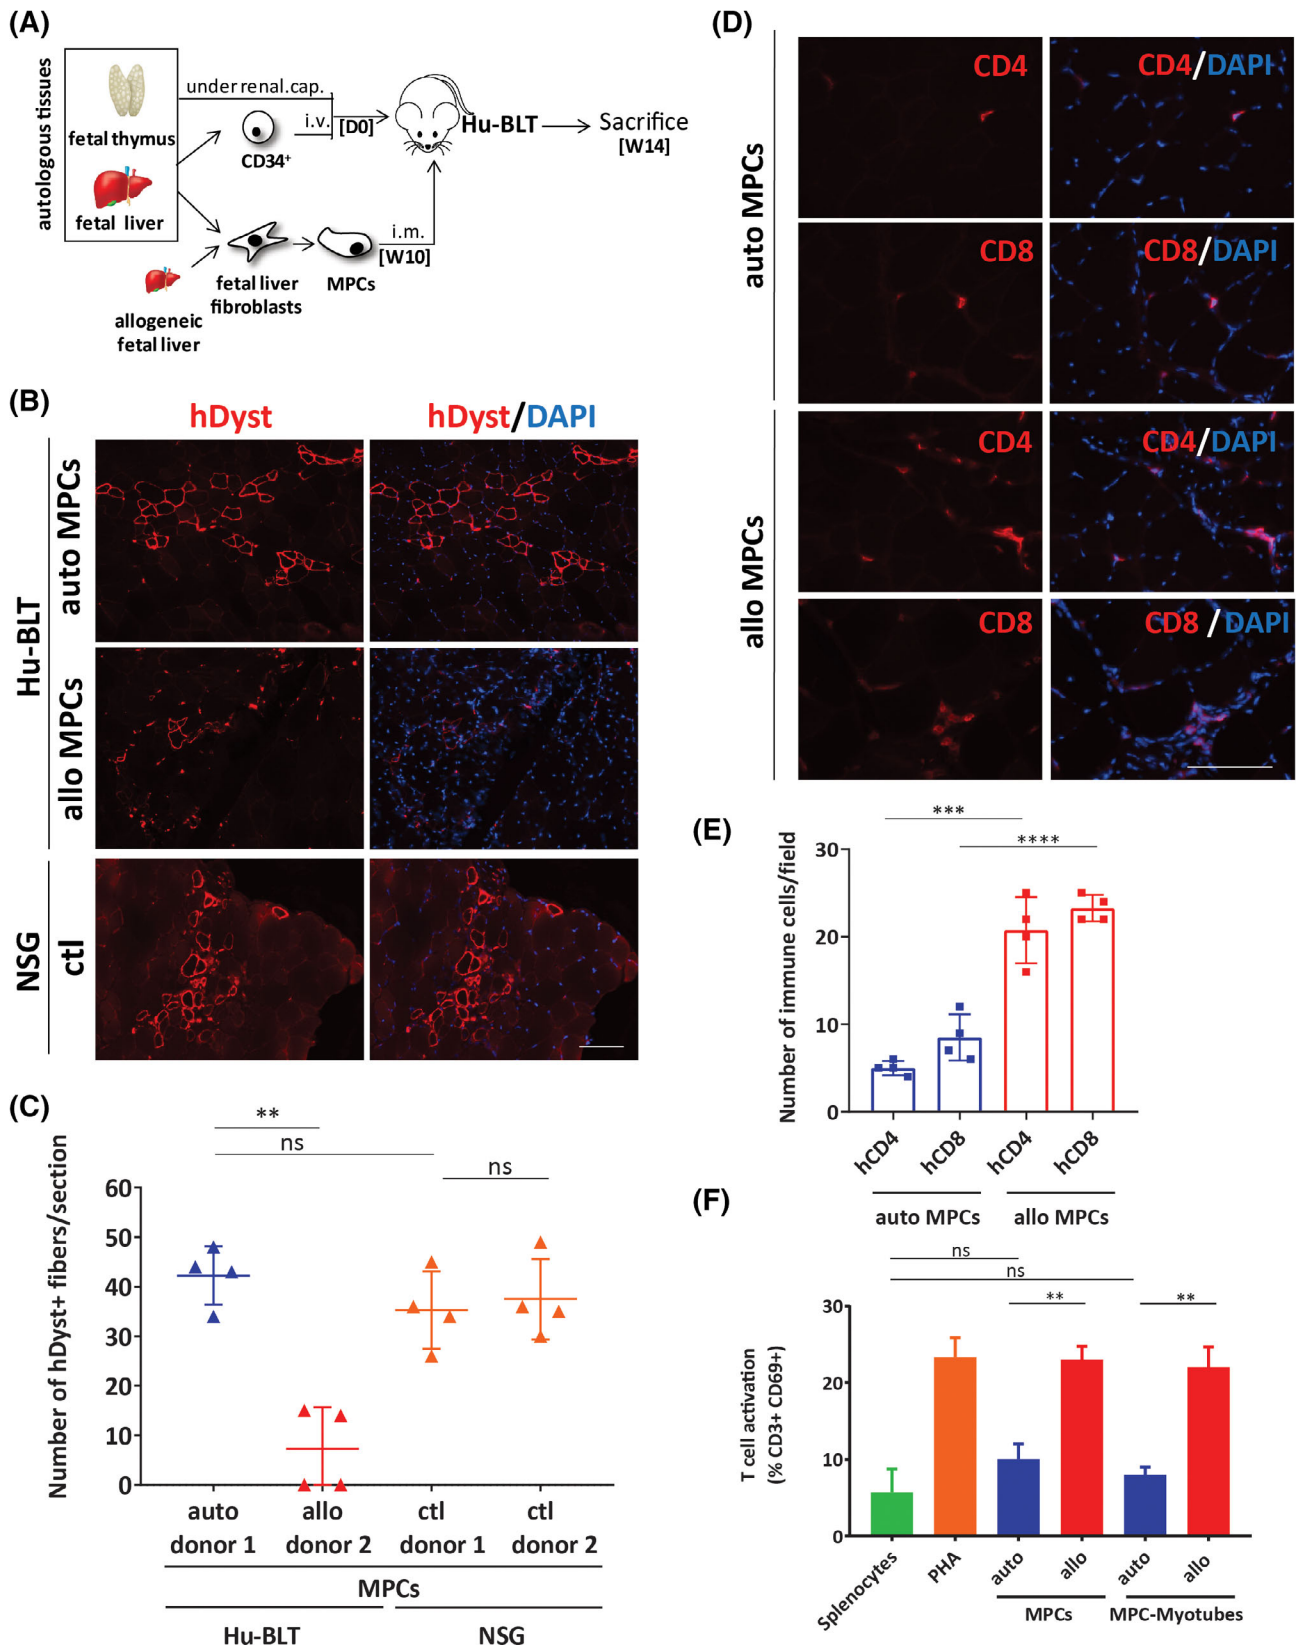 (A)
autologous tissues
fetal thymus
fetal liver
under renal.cap.
i.v.
[D0]
CD34+
Hu-BLT
Sacrifice
[W14]
i.m.
[W10]
fetal liver
fibroblasts
MPCs
allogeneic
fetal liver
(B)
hDyst
hDyst/DAPI
Hu-BLT
auto MPCs
allo MPCs
NSG
ctl
(C)
**
ns
ns
Number of hDyst+ fibers/section
60
50
40
30
20
10
0
auto
donor 1
allo
donor 2
ctl
donor 1
ctl
donor 2
MPCs
Hu-BLT
NSG
(D)
auto MPCs
CD4
CD4/DAPI
CD8
CD8/DAPI
allo MPCs
CD4
CD4/DAPI
CD8
CD8 /DAPI
(E)
***
****
Number of immune cells/field
30
20
10
0
hCD4
hCD8
hCD4
hCD8
auto MPCs
allo MPCs
(F)
ns
ns
**
**
T cell activation
(% CD3+ CD69+)
30
20
10
0
Splenocytes
PHA
auto
allo
auto
allo
MPCs
MPC-Myotubes